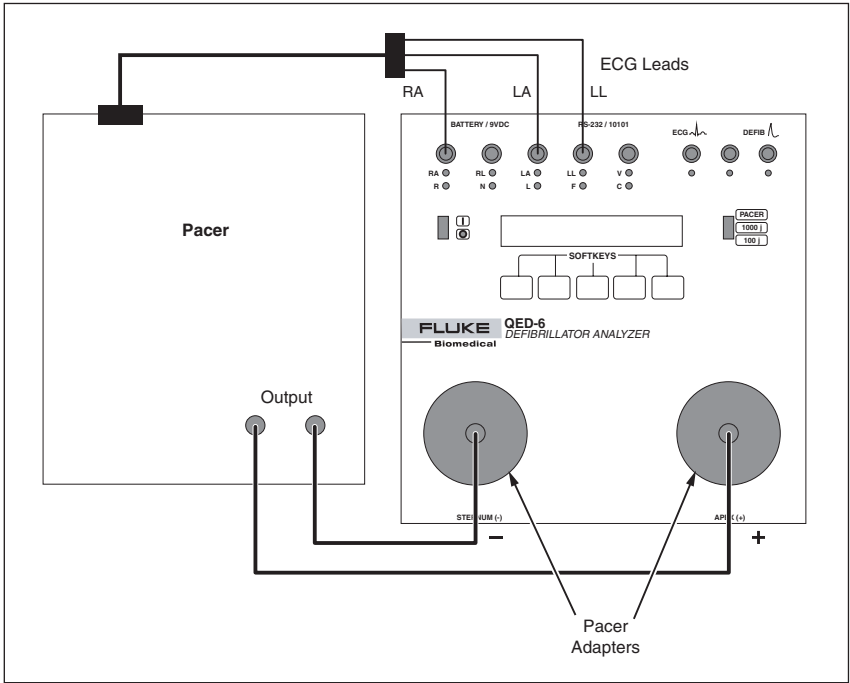 ECG Leads
RA LA LL
BATTERY / 9VDC RS-232 / 10101 ECG DEFIB
RA RL LA LL V
R N L F C
Pacer
PACER
1000 j
100 j
SOFTKEYS
FLUKE
Biomedical
QED-6
DEFIBRILLATOR ANALYZER
Output
STERNUM (-) APEX (+)
− +
Pacer
Adapters